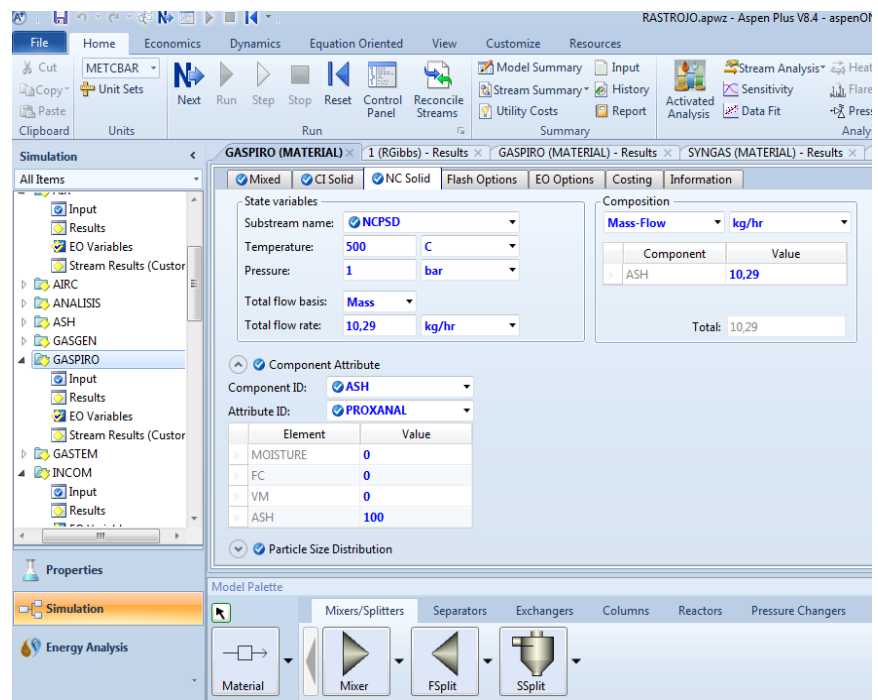 RASTROJO.apwz - Aspen Plus V8.4 - aspenON
File Home Economics Dynamics Equation Oriented View Customize Resources
Cut METCBAR Model Summary Input Stream Analysis Heat
Copy Unit Sets Next Run Step Stop Reset Control Panel Reconcile Streams Stream Summary History Activated Analysis Sensitivity Flare
Paste Utility Costs Report Data Fit Pres
Clipboard Units Run Summary Analy
Simulation GASPIRO (MATERIAL) 1 (RGibbs) - Results GASPIRO (MATERIAL) - Results SYNGAS (MATERIAL) - Results
All Items Mixed CI Solid NC Solid Flash Options EO Options Costing Information
Input
Results
EO Variables
Stream Results (Custor
AIRC
ANALISIS
ASH
GASGEN
GASPIRO
Input
Results
EO Variables
Stream Results (Custor
GASTEM
INCOM
Input
Results
State variables
Substream name: NCPSD
Temperature: 500 C
Pressure: 1 bar
Total flow basis: Mass
Total flow rate: 10,29 kg/hr
Composition
Mass-Flow kg/hr
Component Value
ASH 10,29
Total: 10,29
Component Attribute
Component ID: ASH
Attribute ID: PROXANAL
Element Value
MOISTURE 0
FC 0
VM 0
ASH 100
Particle Size Distribution
Properties
Simulation
Energy Analysis
Model Palette
Mixers/Splitters Separators Exchangers Columns Reactors Pressure Changers
Material Mixer FSplit SSplit